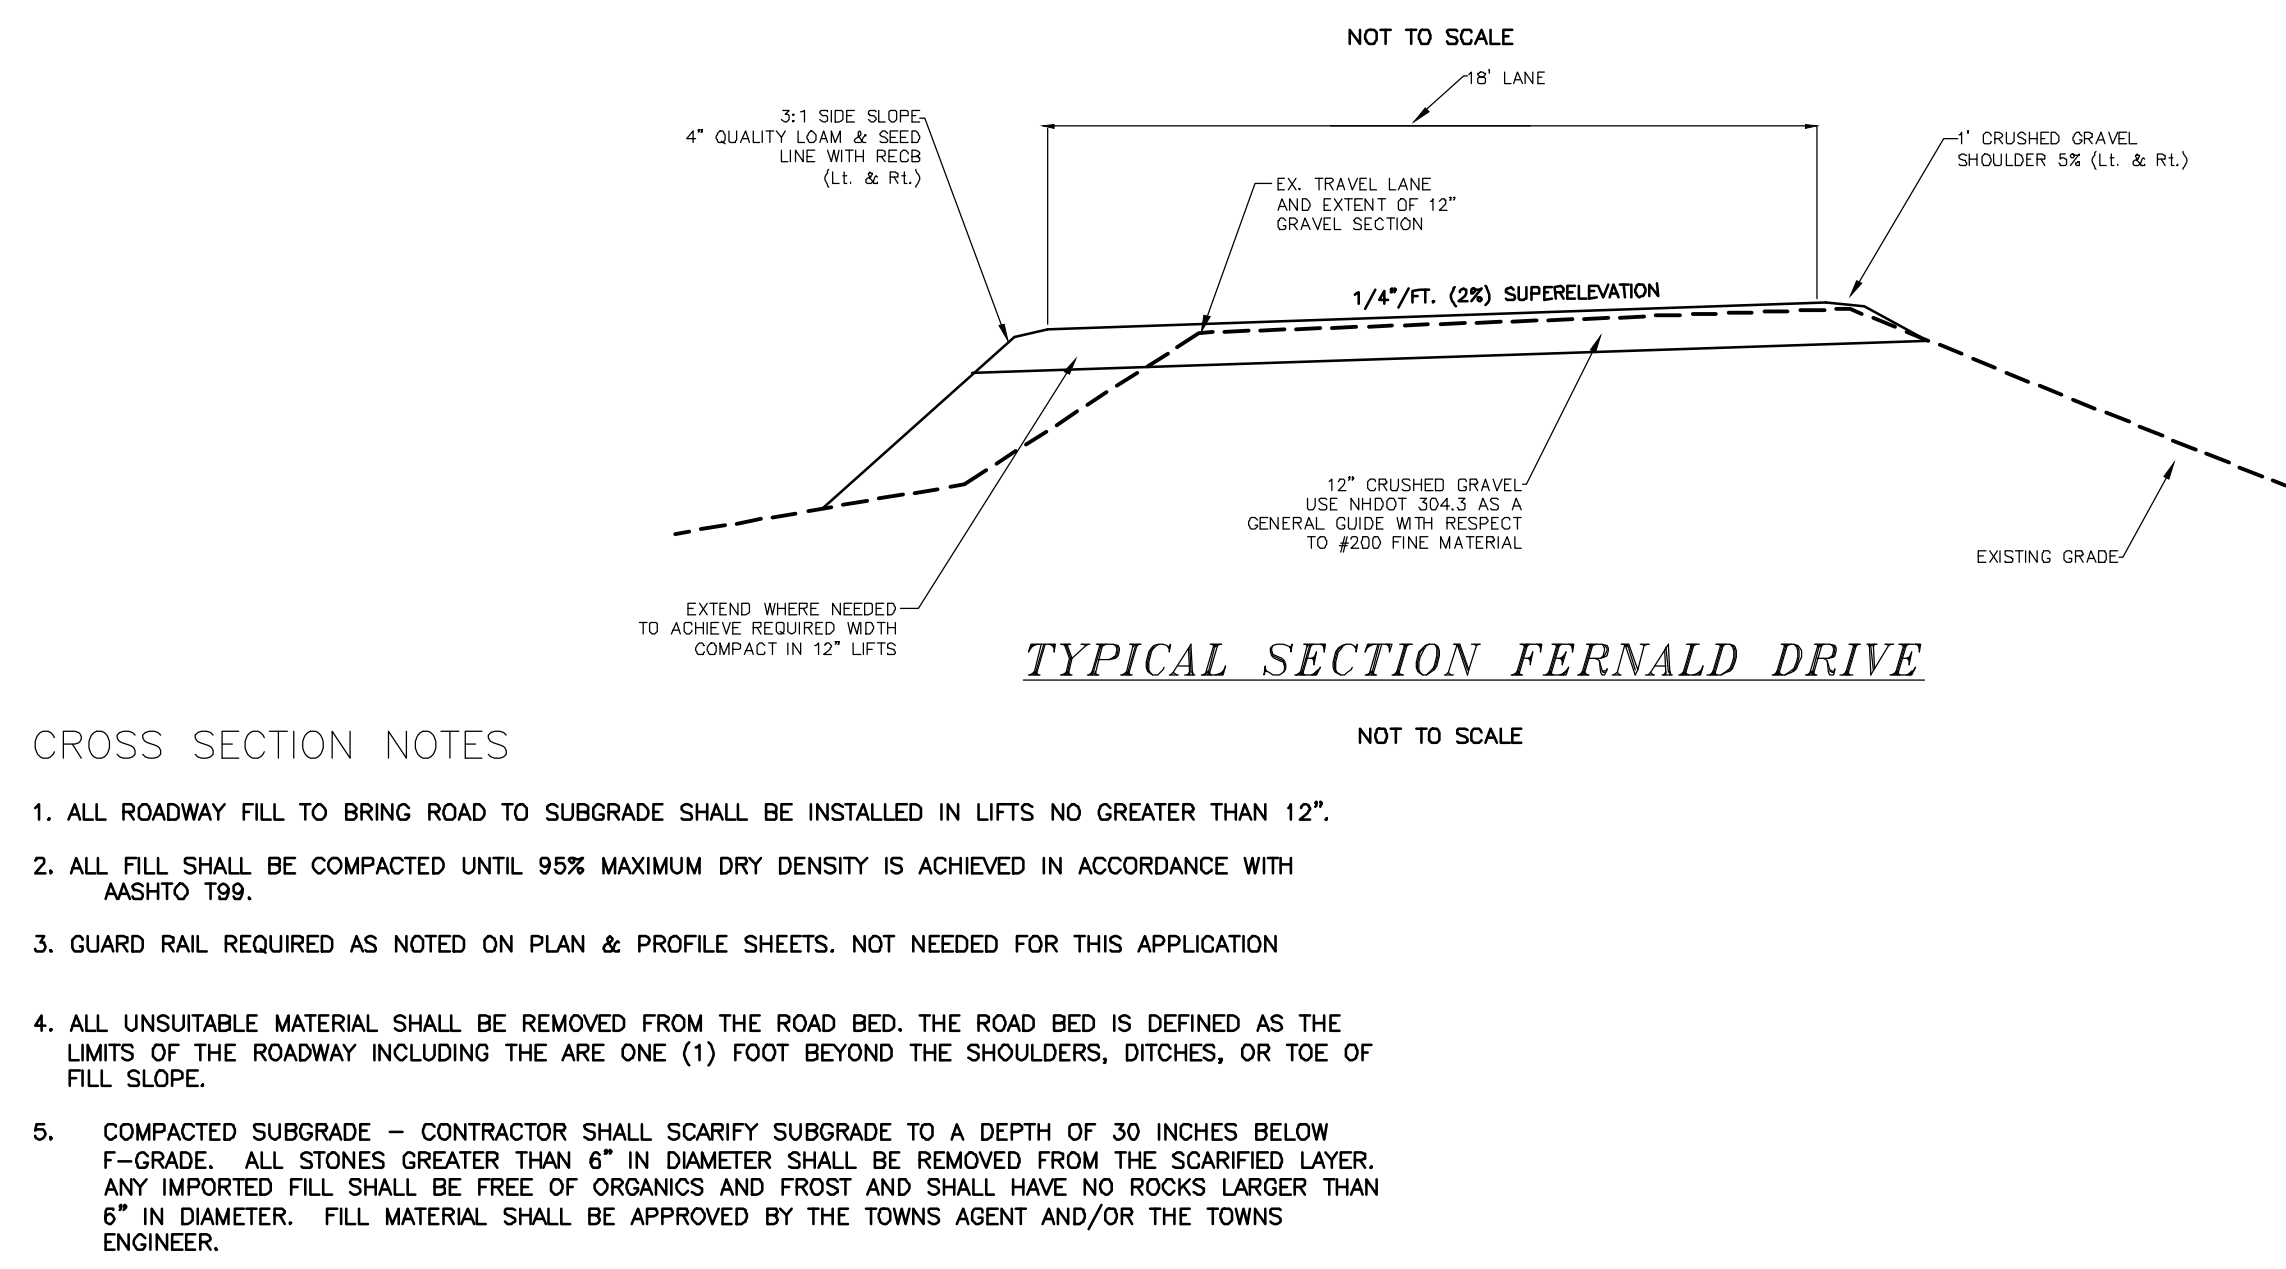 NOT TO SCALE
18' LANE
3:1 SIDE SLOPE
4" QUALITY LOAM & SEED
LINE WITH RECB
(Lt. & Rt.)
1' CRUSHED GRAVEL
SHOULDER 5% (Lt. & Rt.)
EX. TRAVEL LANE
AND EXTENT OF 12"
GRAVEL SECTION
1/4"/FT. (2%) SUPERELEVATION
12" CRUSHED GRAVEL
USE NHDOT 304.3 AS A
GENERAL GUIDE WITH RESPECT
TO #200 FINE MATERIAL
EXISTING GRADE
EXTEND WHERE NEEDED
TO ACHIEVE REQUIRED WIDTH
COMPACT IN 12" LIFTS
TYPICAL SECTION FERNALD DRIVE
NOT TO SCALE
CROSS SECTION NOTES
1. ALL ROADWAY FILL TO BRING ROAD TO SUBGRADE SHALL BE INSTALLED IN LIFTS NO GREATER THAN 12".
2. ALL FILL SHALL BE COMPACTED UNTIL 95% MAXIMUM DRY DENSITY IS ACHIEVED IN ACCORDANCE WITH
AASHTO T99.
3. GUARD RAIL REQUIRED AS NOTED ON PLAN & PROFILE SHEETS. NOT NEEDED FOR THIS APPLICATION
4. ALL UNSUITABLE MATERIAL SHALL BE REMOVED FROM THE ROAD BED. THE ROAD BED IS DEFINED AS THE
LIMITS OF THE ROADWAY INCLUDING THE ARE ONE (1) FOOT BEYOND THE SHOULDERS, DITCHES, OR TOE OF
FILL SLOPE.
5. COMPACTED SUBGRADE – CONTRACTOR SHALL SCARIFY SUBGRADE TO A DEPTH OF 30 INCHES BELOW
F-GRADE. ALL STONES GREATER THAN 6" IN DIAMETER SHALL BE REMOVED FROM THE SCARIFIED LAYER.
ANY IMPORTED FILL SHALL BE FREE OF ORGANICS AND FROST AND SHALL HAVE NO ROCKS LARGER THAN
6" IN DIAMETER. FILL MATERIAL SHALL BE APPROVED BY THE TOWNS AGENT AND/OR THE TOWNS
ENGINEER.